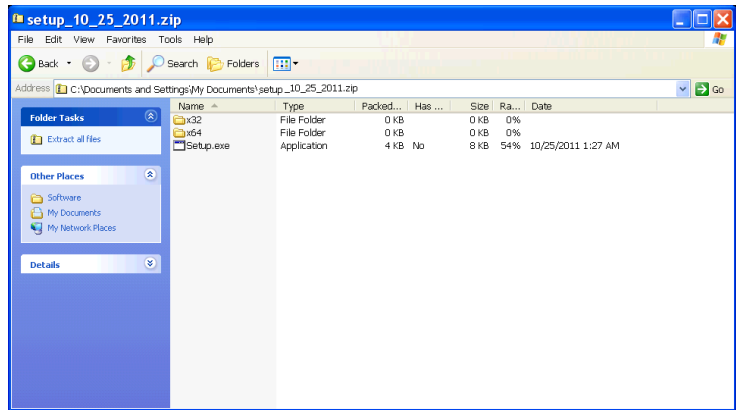 setup_10_25_2011.zip
File Edit View Favorites Tools Help
Back Search Folders
Address C:\Documents and Settings\My Documents\setup_10_25_2011.zip Go
Name Type Packed... Has ... Size Ra... Date
Folder Tasks
Extract all files
Other Places
Software
My Documents
My Network Places
Details
x32 File Folder 0 KB 0 KB 0%
x64 File Folder 0 KB 0 KB 0%
Setup.exe Application 4 KB No 8 KB 54% 10/25/2011 1:27 AM